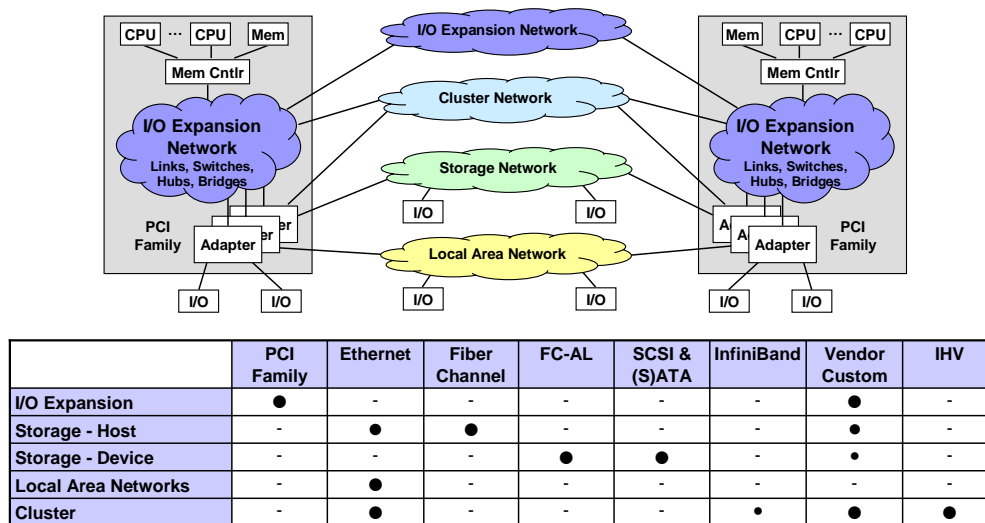 CPU ... CPU Mem
Mem Cntlr
I/O Expansion
Network
Links, Switches,
Hubs, Bridges
PCI
Family
er
er
Adapter
I/O I/O
I/O Expansion Network
Cluster Network
Storage Network
I/O I/O
Local Area Network
I/O I/O
Mem CPU ... CPU
Mem Cntlr
I/O Expansion
Network
Links, Switches,
Hubs, Bridges
A
A
Adapter
PCI
Family
I/O I/O
PCI Family Ethernet Fiber Channel FC-AL SCSI & (S)ATA InfiniBand Vendor Custom IHV
I/O Expansion ● - - - - - ● -
Storage - Host - ● ● - - - ● -
Storage - Device - - - ● ● - ● -
Local Area Networks - ● - - - - - -
Cluster - ● - - - ● ● ●